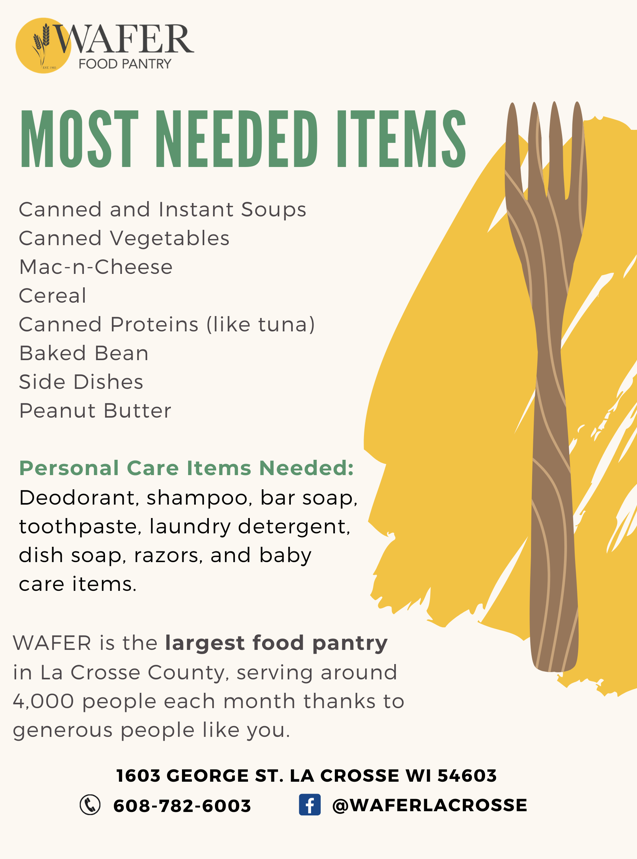 WAFER
FOOD PANTRY
MOST NEEDED ITEMS
Canned and Instant Soups
Canned Vegetables
Mac-n-Cheese
Cereal
Canned Proteins (like tuna)
Baked Bean
Side Dishes
Peanut Butter
Personal Care Items Needed:
Deodorant, shampoo, bar soap,
toothpaste, laundry detergent,
dish soap, razors, and baby
care items.
WAFER is the largest food pantry
in La Crosse County, serving around
4,000 people each month thanks to
generous people like you.
1603 GEORGE ST. LA CROSSE WI 54603
608-782-6003
@WAFERLACROSSE